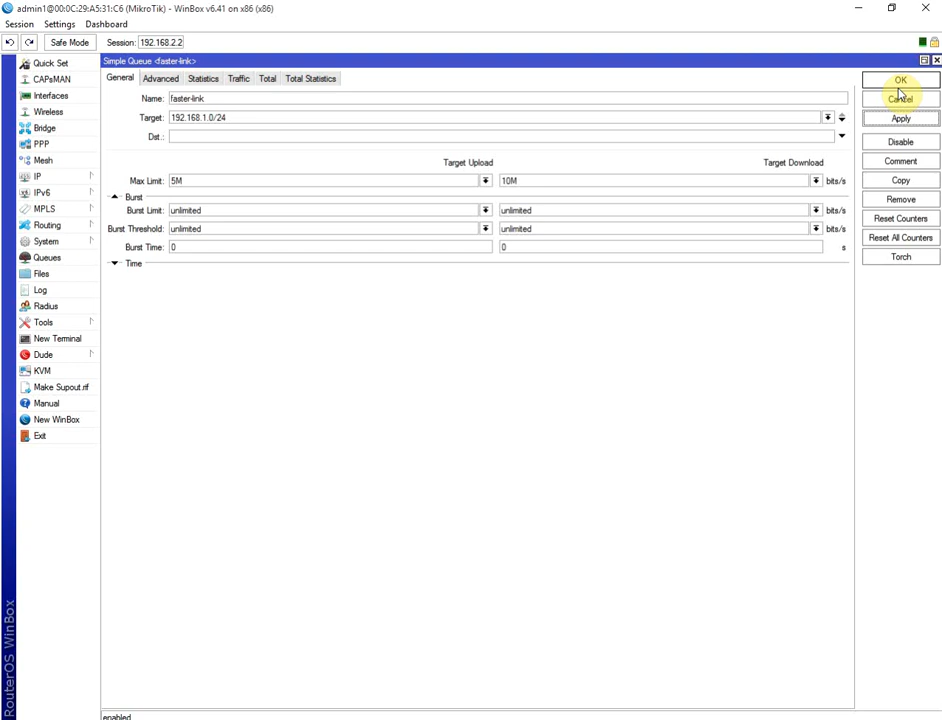 admin1@00:0C:29:A5:31:C6 (MikroTik) - WinBox v6.41 on x86 (x86)
Session Settings Dashboard
Safe Mode Session: 192.168.2.2
Simple Queue <faster-link>
General Advanced Statistics Traffic Total Total Statistics
Name: faster-link
Target: 192.168.1.0/24
Dst.:
Target Upload Target Download
Max Limit: 5M 10M bits/s
Burst
Burst Limit: unlimited unlimited bits/s
Burst Threshold: unlimited unlimited bits/s
Burst Time: 0 0 s
Time
OK
Cancel
Apply
Disable
Comment
Copy
Remove
Reset Counters
Reset All Counters
Torch
Quick Set
CAPsMAN
Interfaces
Wireless
Bridge
PPP
Mesh
IP
IPv6
MPLS
Routing
System
Queues
Files
Log
Radius
Tools
New Terminal
Dude
KVM
Make Supout.rif
Manual
New WinBox
Exit
RouterOS WinBox
enabled